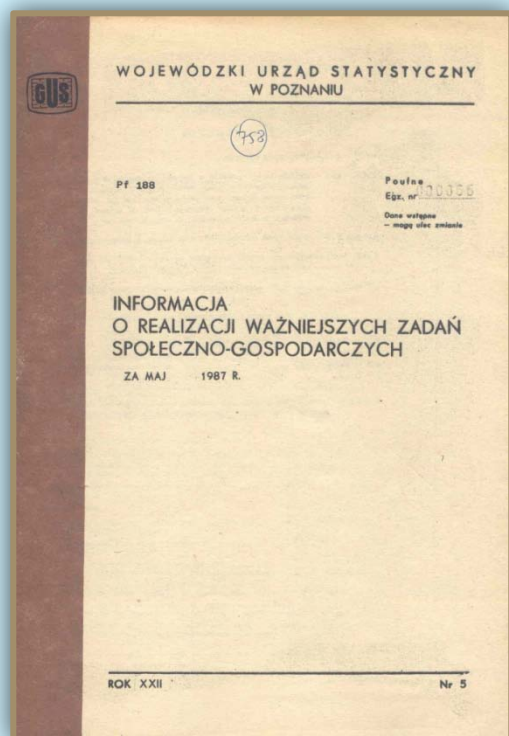 GUS
WOJEWÓDZKI URZĄD STATYSTYCZNY
W POZNANIU
758
Pf 188
Poufne
Egz. nr
Dane wstępne
– mogą ulec zmianie
INFORMACJA
O REALIZACJI WAŻNIEJSZYCH ZADAŃ
SPOŁECZNO-GOSPODARCZYCH
ZA MAJ 1987 R.
ROK XXII
Nr 5